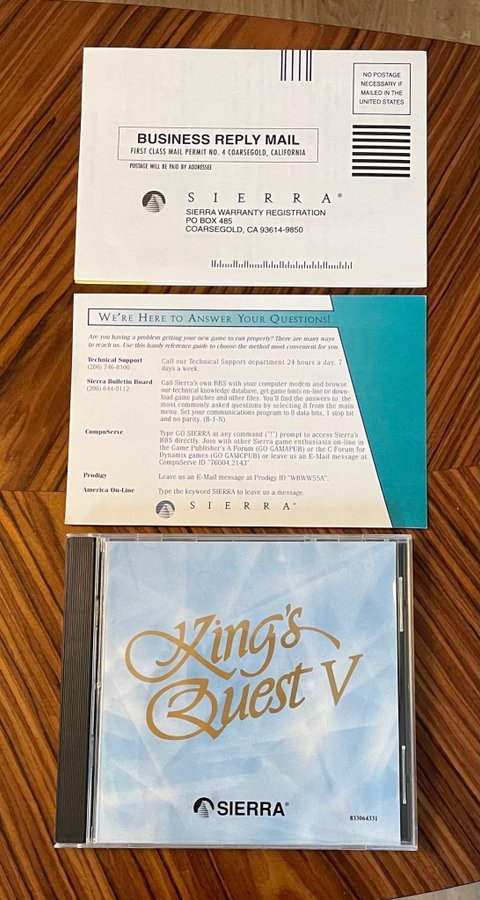 NO POSTAGE
NECESSARY IF
MAILED IN THE
UNITED STATES
BUSINESS REPLY MAIL
FIRST CLASS MAIL PERMIT NO. 4 COARSEGOLD, CALIFORNIA
POSTAGE WILL BE PAID BY ADDRESSEE
SIERRA®
SIERRA WARRANTY REGISTRATION
PO BOX 485
COARSEGOLD, CA 93614-9850
WE'RE HERE TO ANSWER YOUR QUESTIONS!
Are you having a problem getting your new game to run properly? There are many ways
to reach us. Use this handy reference guide to choose the method most convenient for you.
Technical Support
(206) 746-8100
Call our Technical Support department 24 hours a day, 7
days a week.
Sierra Bulletin Board
(206) 644-0112
Call Sierra's own BBS with your computer modem and browse
our technical knowledge database, get game hints on-line or down-
load game patches and other files. You'll find the answers to the
most commonly asked questions by selecting 8 from the main
menu. Set your communications program to 8 data bits, 1 stop bit
and no parity. (8-1-N).
CompuServe
Type GO SIERRA at any command ("!") prompt to access Sierra's
BBS directly. Join with other Sierra game enthusiasts on-line in
the Game Publisher's A Forum (GO GAMAPUB) or the C Forum for
Dynamix games (GO GAMCPUB) or leave us an E-Mail message at
CompuServe ID "76004,2143".
Prodigy
Leave us an E-Mail message at Prodigy ID "WBWW55A".
America On-Line
Type the keyword SIERRA to leave us a message.
SIERRA®
King's
Quest V
SIERRA®
833064331